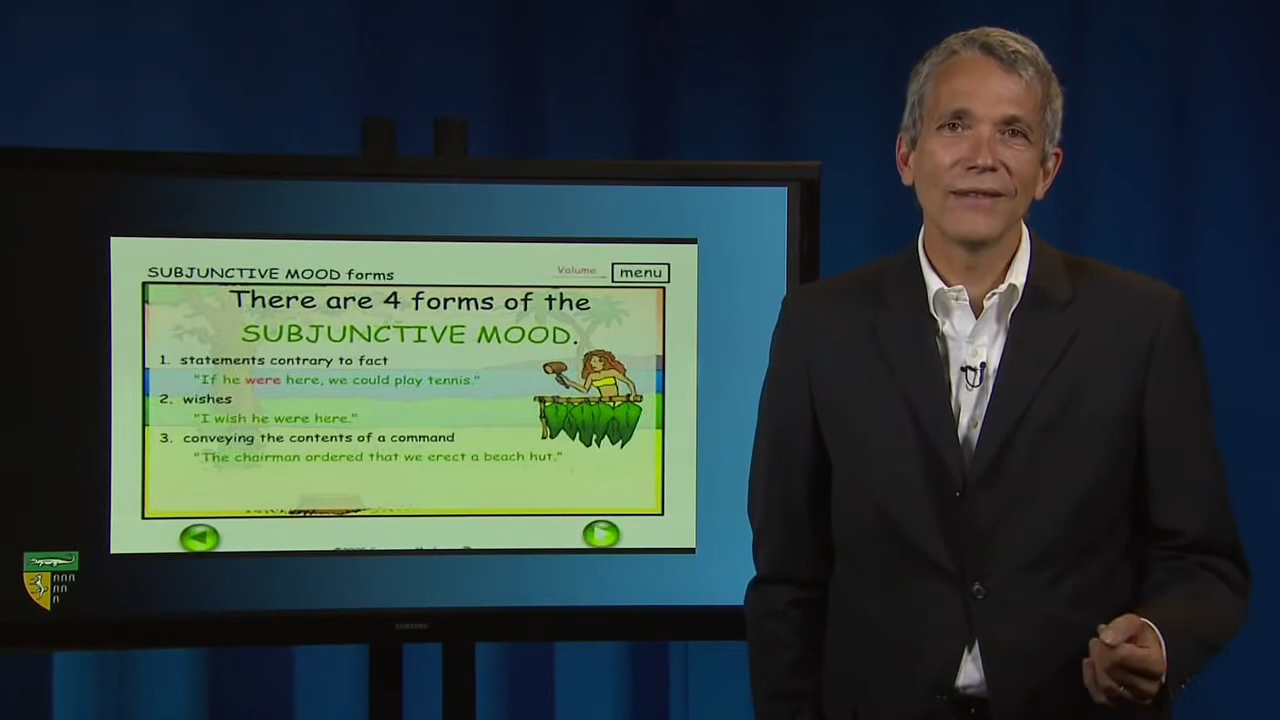 SUBJUNCTIVE MOOD forms
Volume
menu
There are 4 forms of the
SUBJUNCTIVE MOOD.
1. statements contrary to fact
"If he were here, we could play tennis."
2. wishes
"I wish he were here."
3. conveying the contents of a command
"The chairman ordered that we erect a beach hut."
SAMSUNG